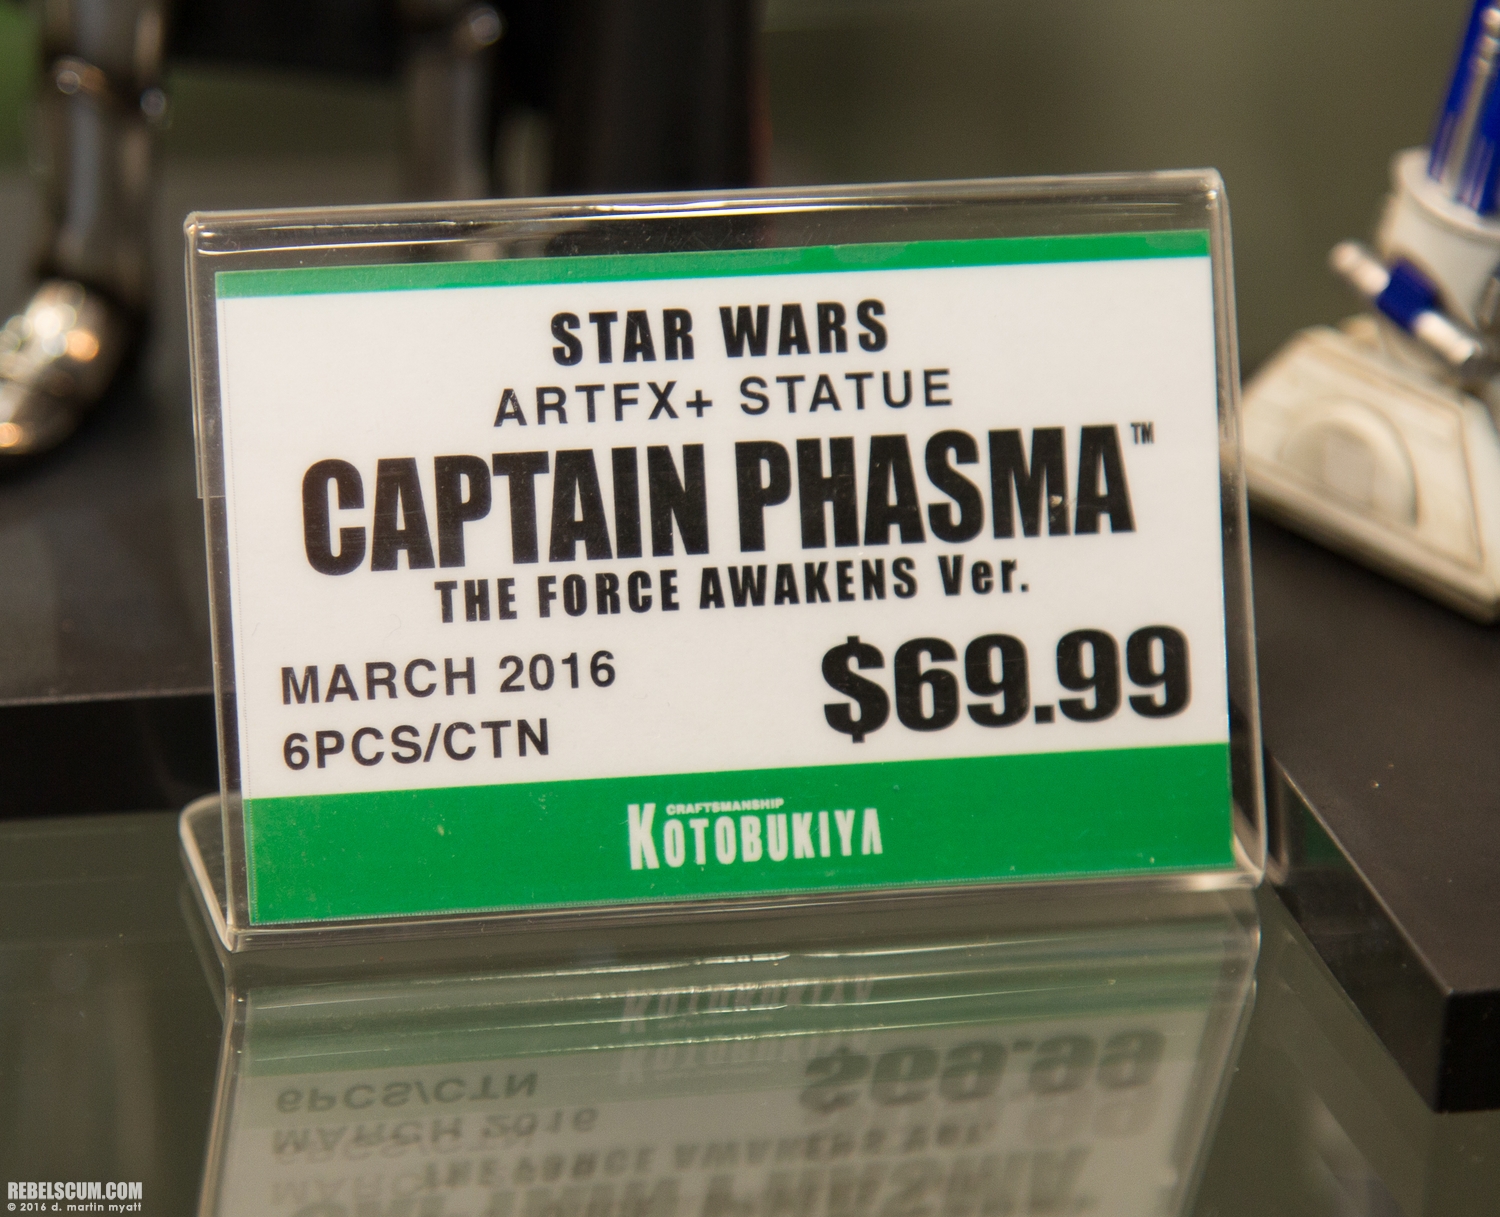 STAR WARS
ARTFX+ STATUE
CAPTAIN PHASMA™
THE FORCE AWAKENS Ver.
MARCH 2016
6PCS/CTN
$69.99
CRAFTSMANSHIP
KOTOBUKIYA
REBELSCUM.COM
© 2016 d. martin myatt